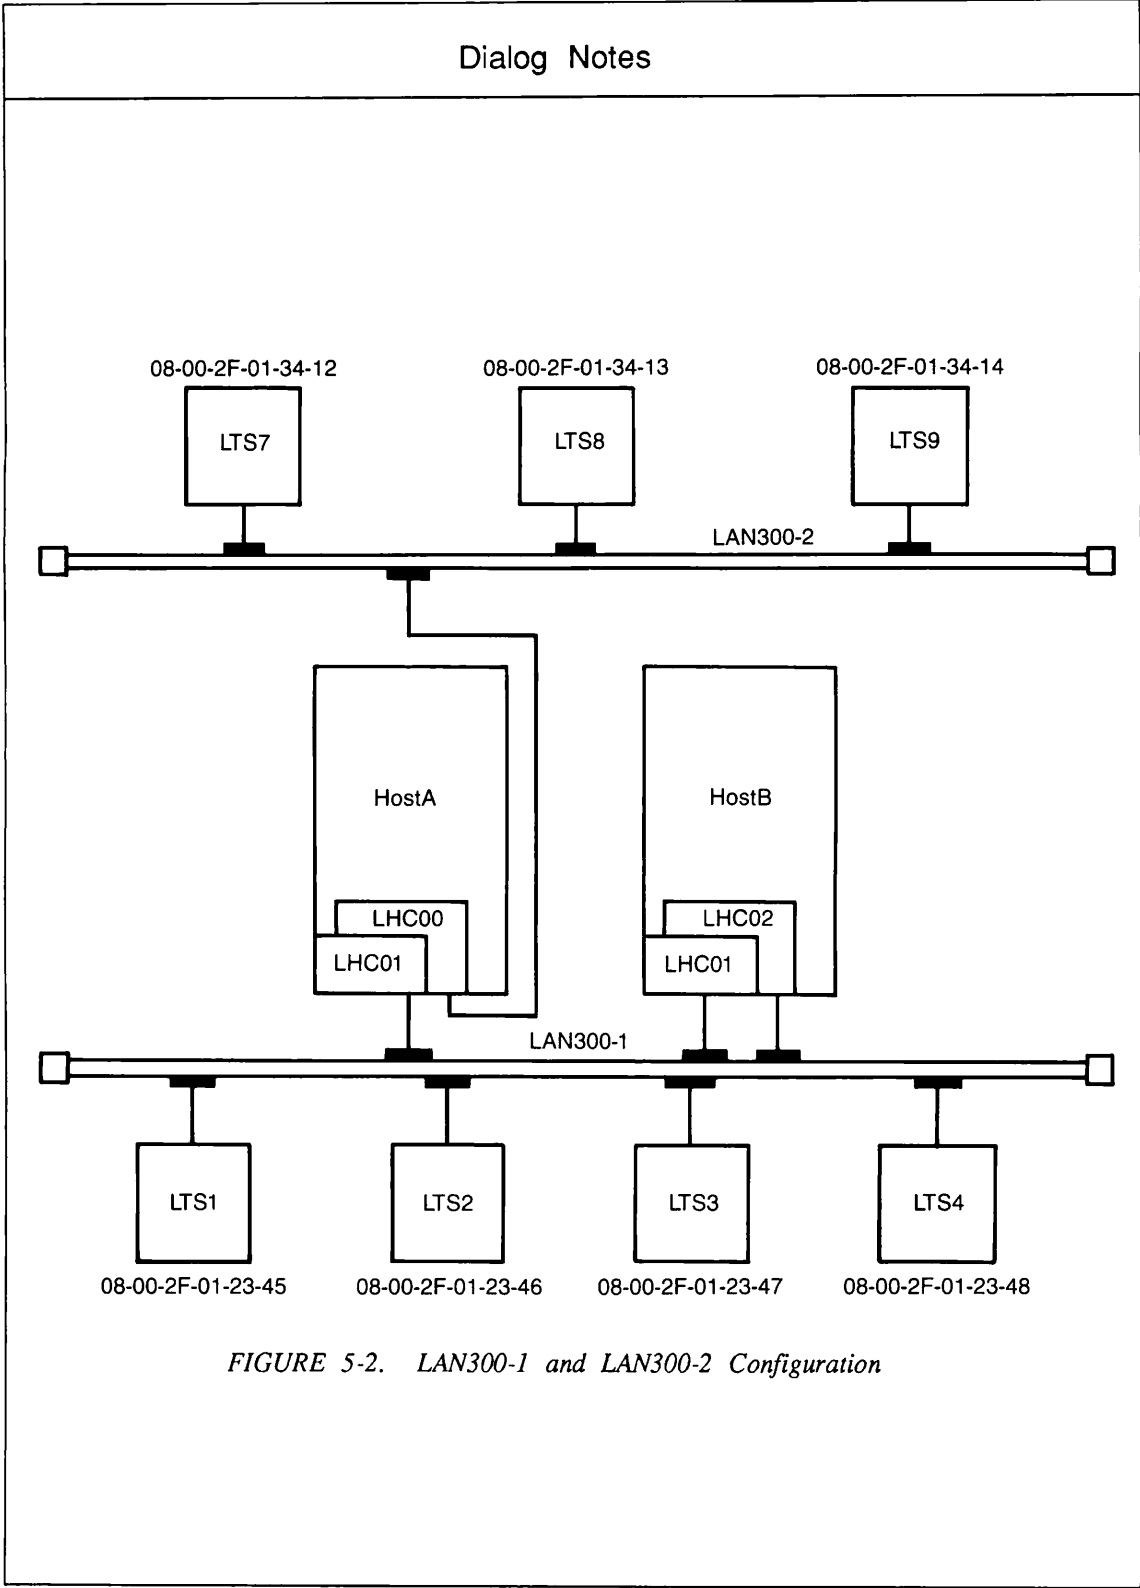 Dialog Notes
08-00-2F-01-34-12
08-00-2F-01-34-13
08-00-2F-01-34-14
LTS7
LTS8
LTS9
LAN300-2
HostA
HostB
LHC00
LHC01
LHC02
LHC01
LAN300-1
LTS1
LTS2
LTS3
LTS4
08-00-2F-01-23-45
08-00-2F-01-23-46
08-00-2F-01-23-47
08-00-2F-01-23-48
FIGURE 5-2. LAN300-1 and LAN300-2 Configuration